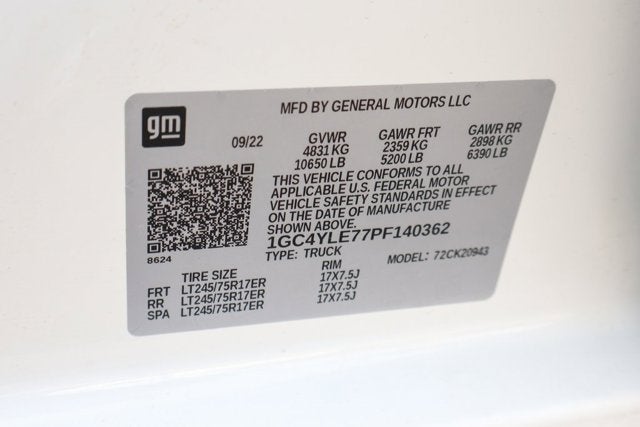 MFD BY GENERAL MOTORS LLC
gm
09/22 GVWR GAWR FRT GAWR RR
4831 KG 2359 KG 2898 KG
10650 LB 5200 LB 6390 LB
THIS VEHICLE CONFORMS TO ALL
APPLICABLE U.S. FEDERAL MOTOR
VEHICLE SAFETY STANDARDS IN EFFECT
ON THE DATE OF MANUFACTURE
SHOWN ABOVE.
8624
1GC4YLE77PF140362
TYPE: TRUCK MODEL: 72CK20943
TIRE SIZE RIM
FRT LT245/75R17ER 17X7.5J
RR LT245/75R17ER 17X7.5J
SPA LT245/75R17ER 17X7.5J